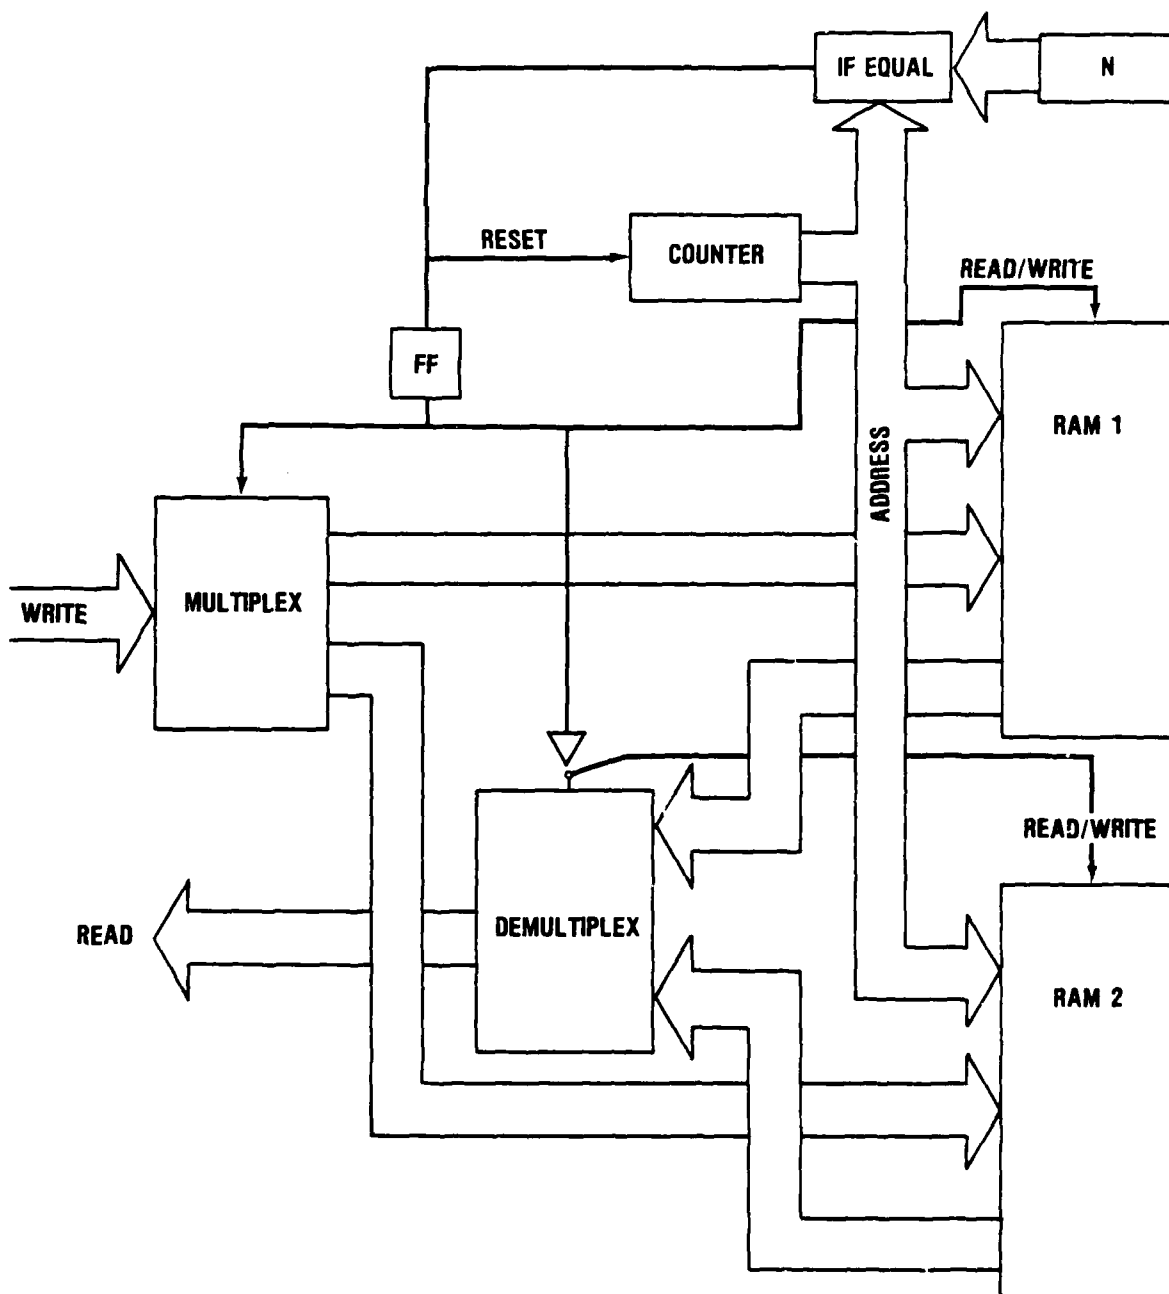 IF EQUAL
N
RESET
COUNTER
READ/WRITE
FF
RAM 1
ADDRESS
MULTIPLEX
WRITE
READ/WRITE
DEMULTIPLEX
READ
RAM 2